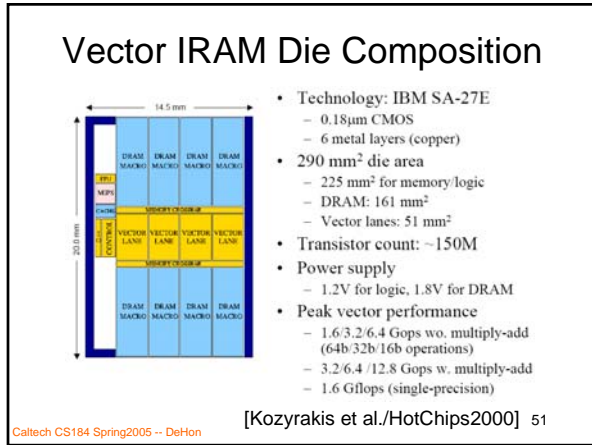 Vector IRAM Die Composition
14.5 mm
20.0 mm
DRAM MACRO
DRAM MACRO
DRAM MACRO
DRAM MACRO
FPU
MIPS
CACHE
MEMORY CROSSBAR
CONTROL
VECTOR LANE
VECTOR LANE
VECTOR LANE
VECTOR LANE
MEMORY CROSSBAR
DRAM MACRO
DRAM MACRO
DRAM MACRO
DRAM MACRO
• Technology: IBM SA-27E
– 0.18μm CMOS
– 6 metal layers (copper)
• 290 mm² die area
– 225 mm² for memory/logic
– DRAM: 161 mm²
– Vector lanes: 51 mm²
• Transistor count: ~150M
• Power supply
– 1.2V for logic, 1.8V for DRAM
• Peak vector performance
– 1.6/3.2/6.4 Gops wo. multiply-add
(64b/32b/16b operations)
– 3.2/6.4 /12.8 Gops w. multiply-add
– 1.6 Gflops (single-precision)
[Kozyrakis et al./HotChips2000] 51
Caltech CS184 Spring2005 -- DeHon